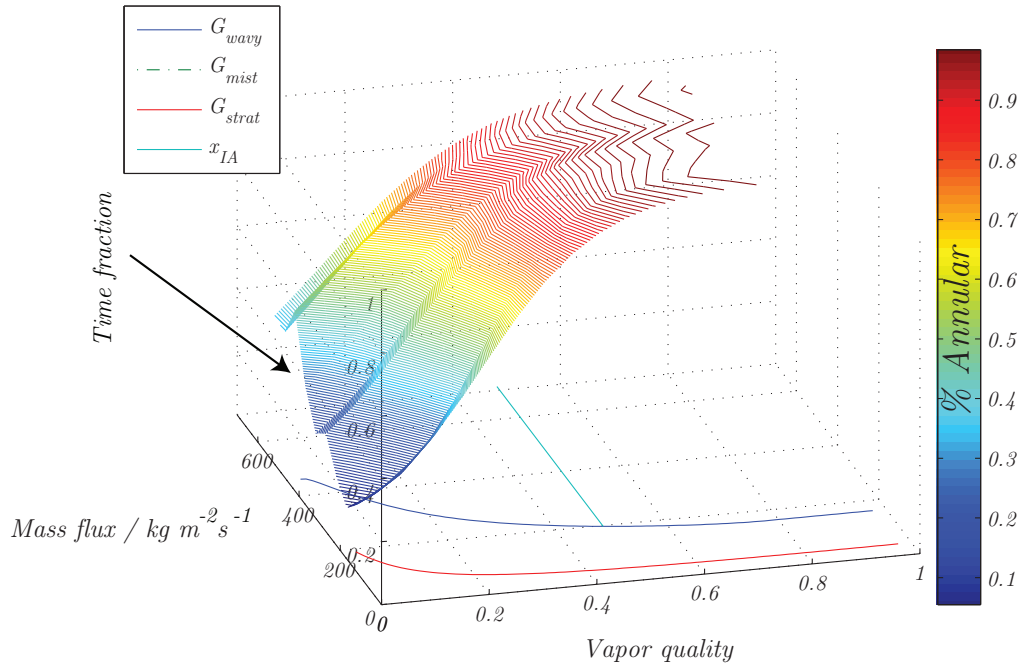 G_wavy
G_mist
G_strat
x_IA
Time fraction
1
0.8
0.6
0.4
0.2
0
600
400
200
0
Mass flux / kg m^-2 s^-1
0 0.2 0.4 0.6 0.8 1
Vapor quality
0.9
0.8
0.7
0.6
0.5
0.4
0.3
0.2
0.1
% Annular